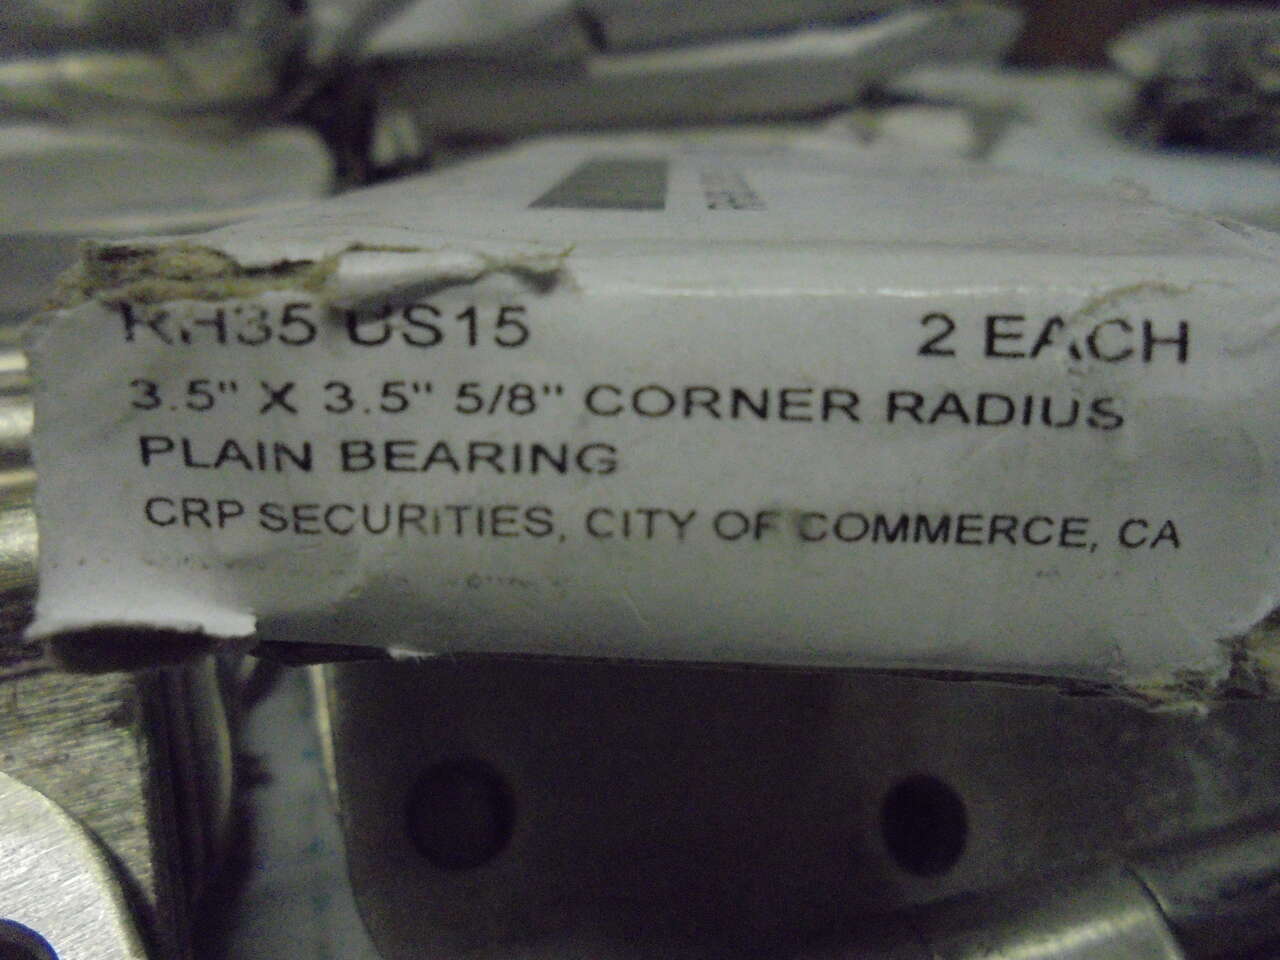 RH35 US15 2 EACH
3.5" X 3.5" 5/8" CORNER RADIUS
PLAIN BEARING
CRP SECURITIES, CITY OF COMMERCE, CA